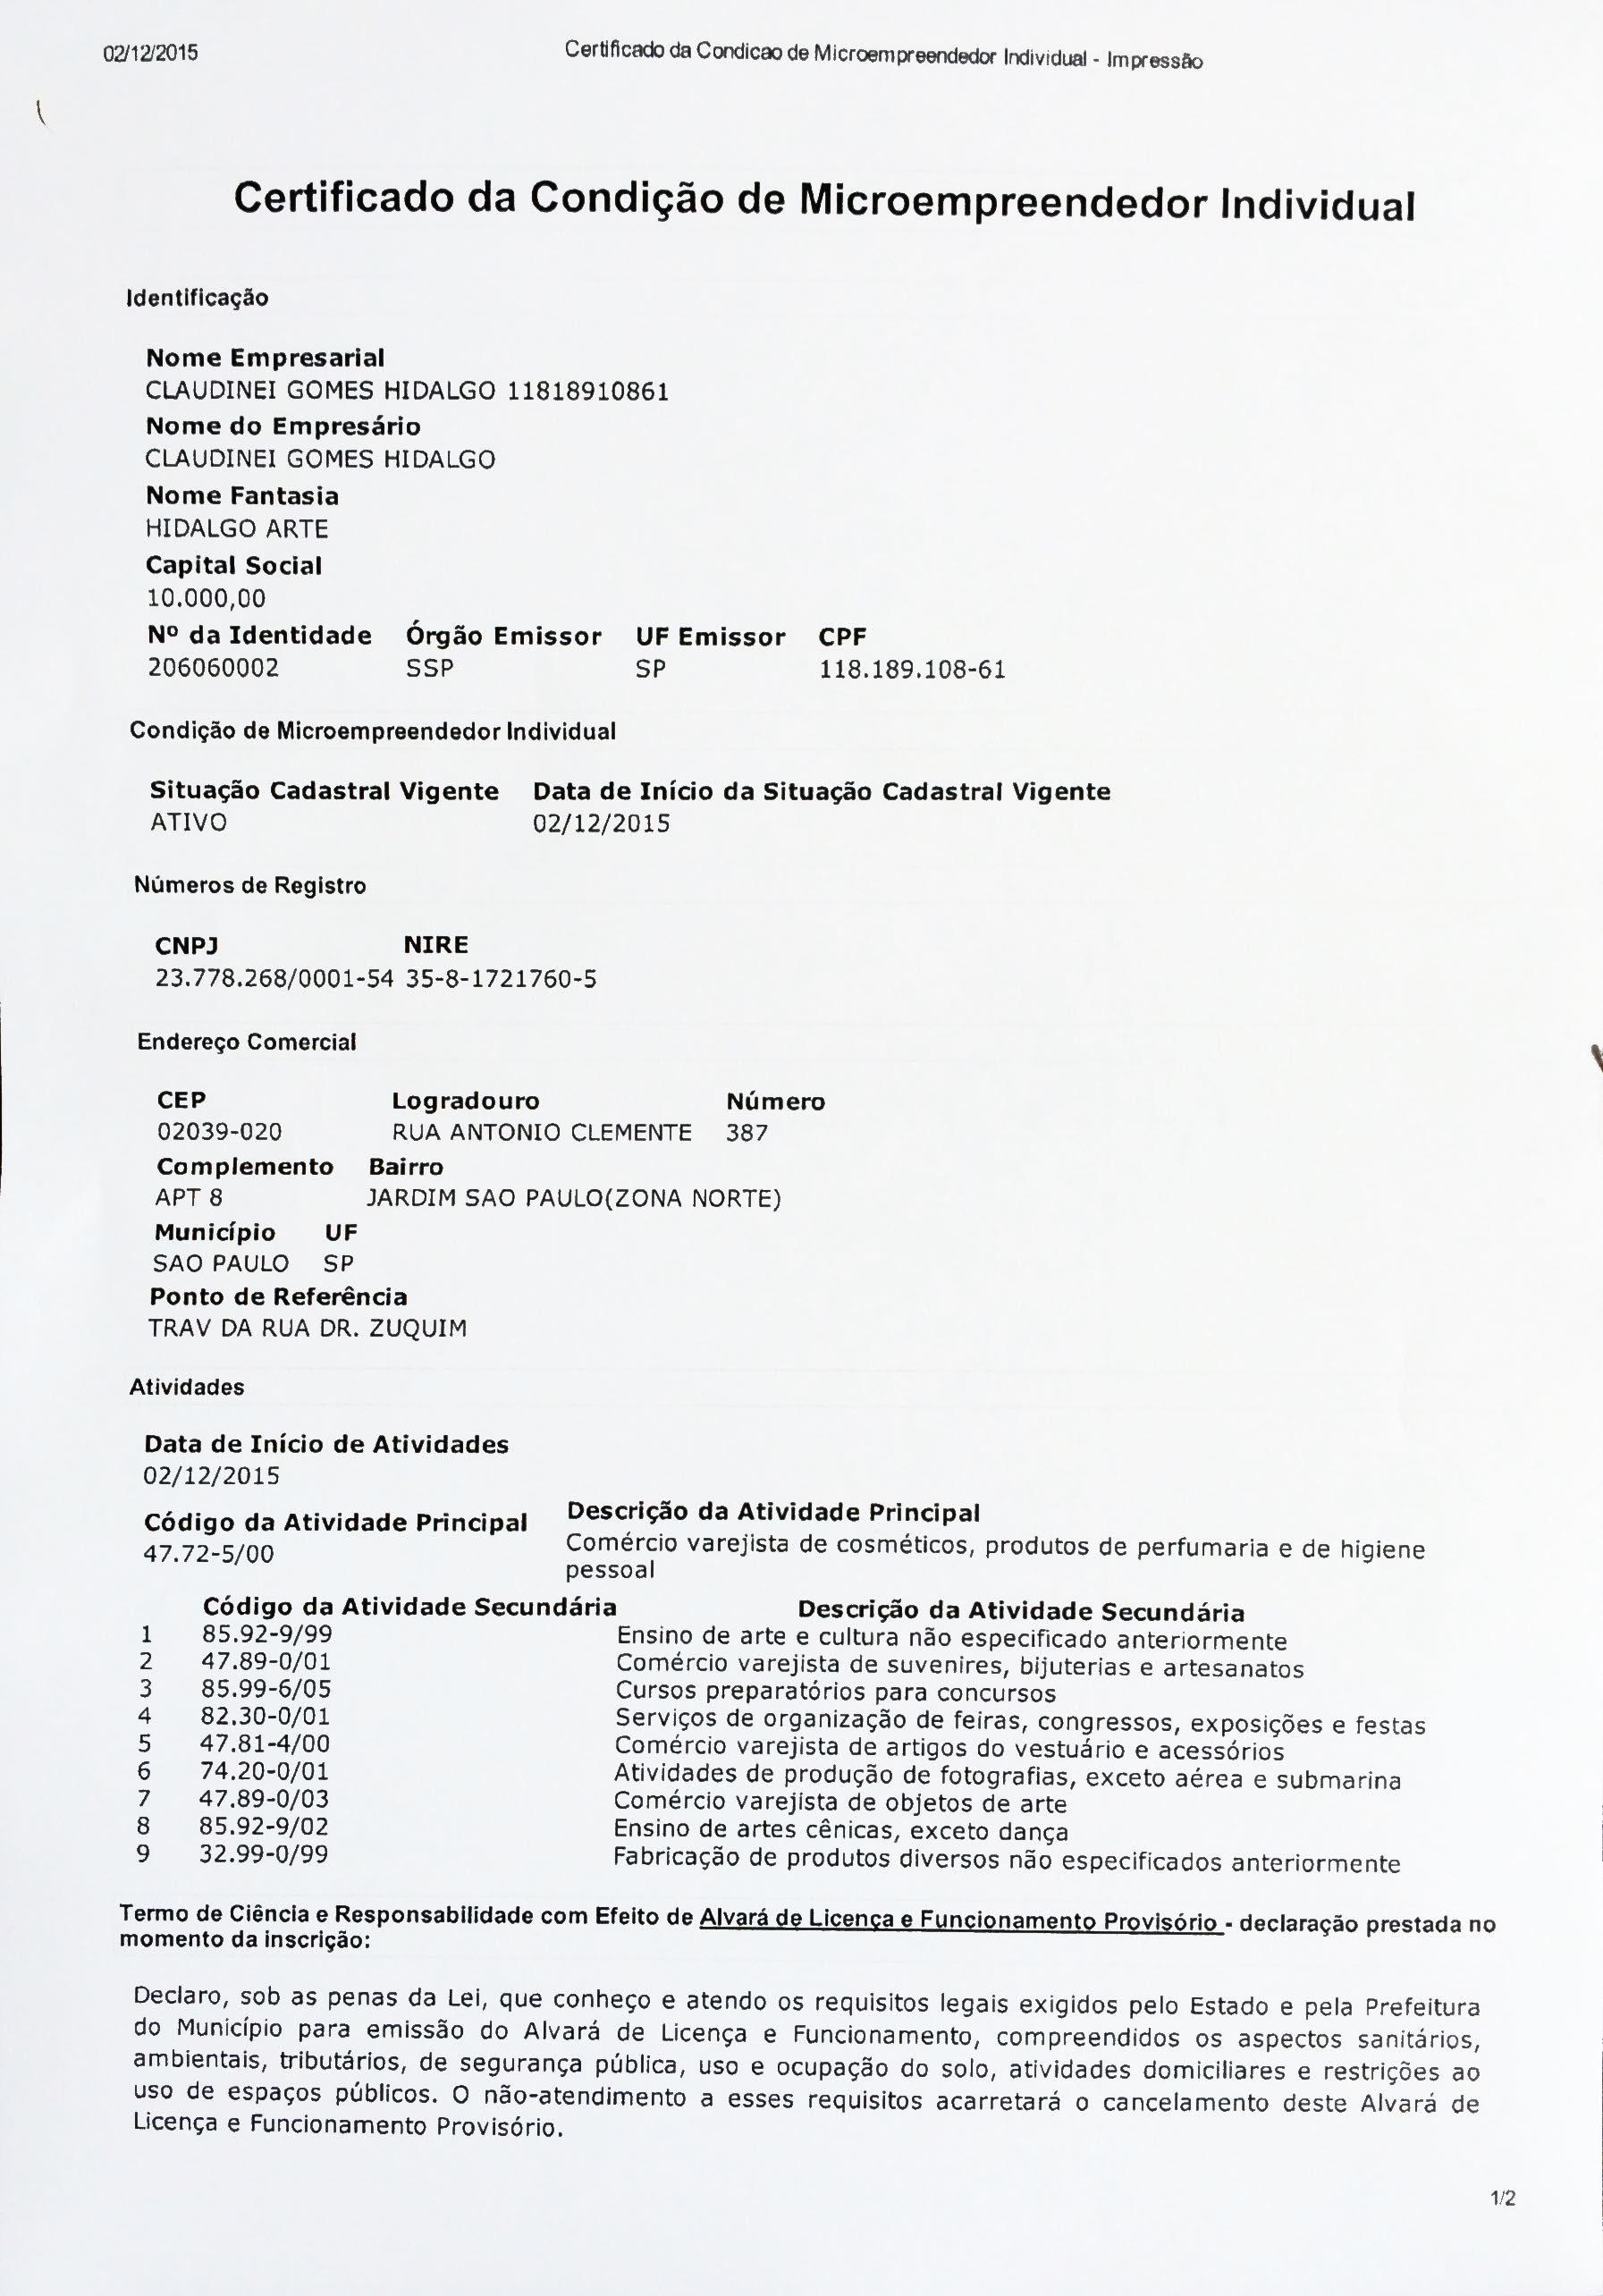 02/12/2015 Certificado da Condicao de Microempreendedor Individual - Impressão
Certificado da Condição de Microempreendedor Individual
Identificação
Nome Empresarial
CLAUDINEI GOMES HIDALGO 11818910861
Nome do Empresário
CLAUDINEI GOMES HIDALGO
Nome Fantasia
HIDALGO ARTE
Capital Social
10.000,00
Nº da Identidade Órgão Emissor UF Emissor CPF
206060002 SSP SP 118.189.108-61
Condição de Microempreendedor Individual
Situação Cadastral Vigente Data de Início da Situação Cadastral Vigente
ATIVO 02/12/2015
Números de Registro
CNPJ NIRE
23.778.268/0001-54 35-8-1721760-5
Endereço Comercial
CEP Logradouro Número
02039-020 RUA ANTONIO CLEMENTE 387
Complemento Bairro
APT 8 JARDIM SAO PAULO(ZONA NORTE)
Município UF
SAO PAULO SP
Ponto de Referência
TRAV DA RUA DR. ZUQUIM
Atividades
Data de Início de Atividades
02/12/2015
Código da Atividade Principal Descrição da Atividade Principal
47.72-5/00 Comércio varejista de cosméticos, produtos de perfumaria e de higiene
pessoal
Código da Atividade Secundária Descrição da Atividade Secundária
1 85.92-9/99 Ensino de arte e cultura não especificado anteriormente
2 47.89-0/01 Comércio varejista de suvenires, bijuterias e artesanatos
3 85.99-6/05 Cursos preparatórios para concursos
4 82.30-0/01 Serviços de organização de feiras, congressos, exposições e festas
5 47.81-4/00 Comércio varejista de artigos do vestuário e acessórios
6 74.20-0/01 Atividades de produção de fotografias, exceto aérea e submarina
7 47.89-0/03 Comércio varejista de objetos de arte
8 85.92-9/02 Ensino de artes cênicas, exceto dança
9 32.99-0/99 Fabricação de produtos diversos não especificados anteriormente
Termo de Ciência e Responsabilidade com Efeito de Alvará de Licença e Funcionamento Provisório - declaração prestada no
momento da inscrição:
Declaro, sob as penas da Lei, que conheço e atendo os requisitos legais exigidos pelo Estado e pela Prefeitura
do Município para emissão do Alvará de Licença e Funcionamento, compreendidos os aspectos sanitários,
ambientais, tributários, de segurança pública, uso e ocupação do solo, atividades domiciliares e restrições ao
uso de espaços públicos. O não-atendimento a esses requisitos acarretará o cancelamento deste Alvará de
Licença e Funcionamento Provisório.
1/2